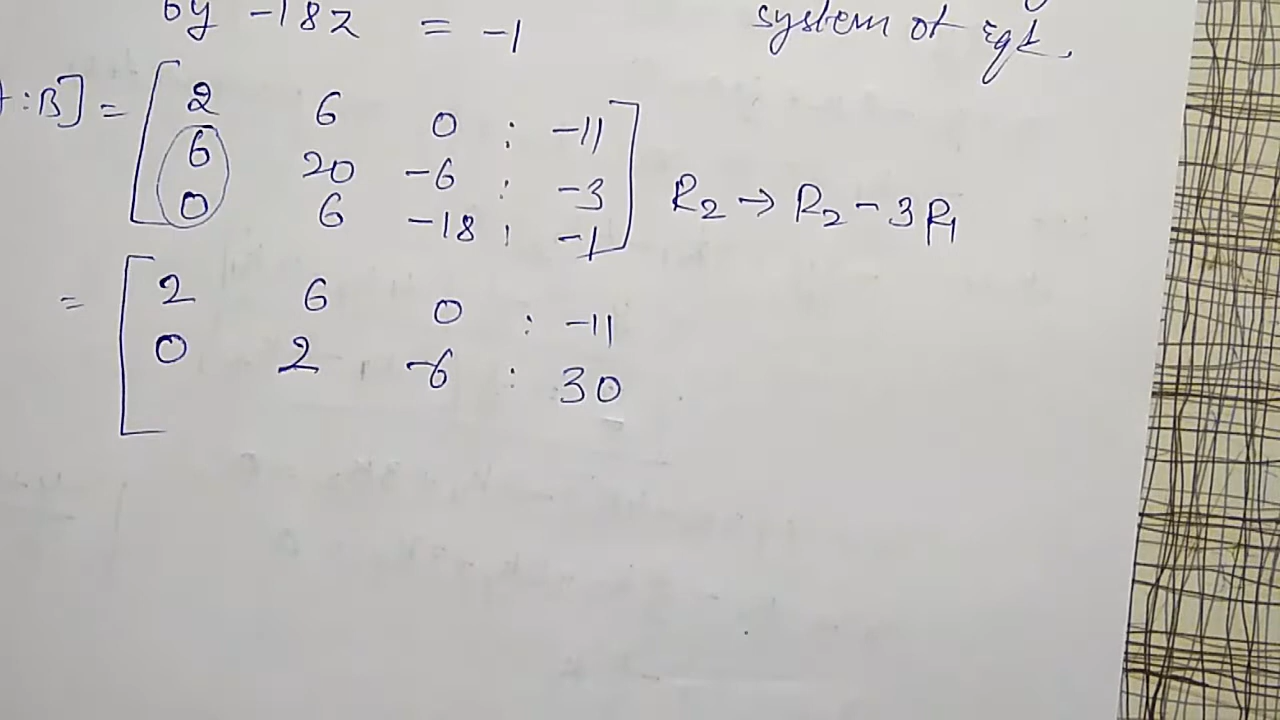 6y -18z = -1
system of Eqt.
:B] = [ 2 6 0 : -11
6 20 -6 : -3
0 6 -18 : -1 ] R2 → R2 - 3R1
= [ 2 6 0 : -11
0 2 -6 : 30